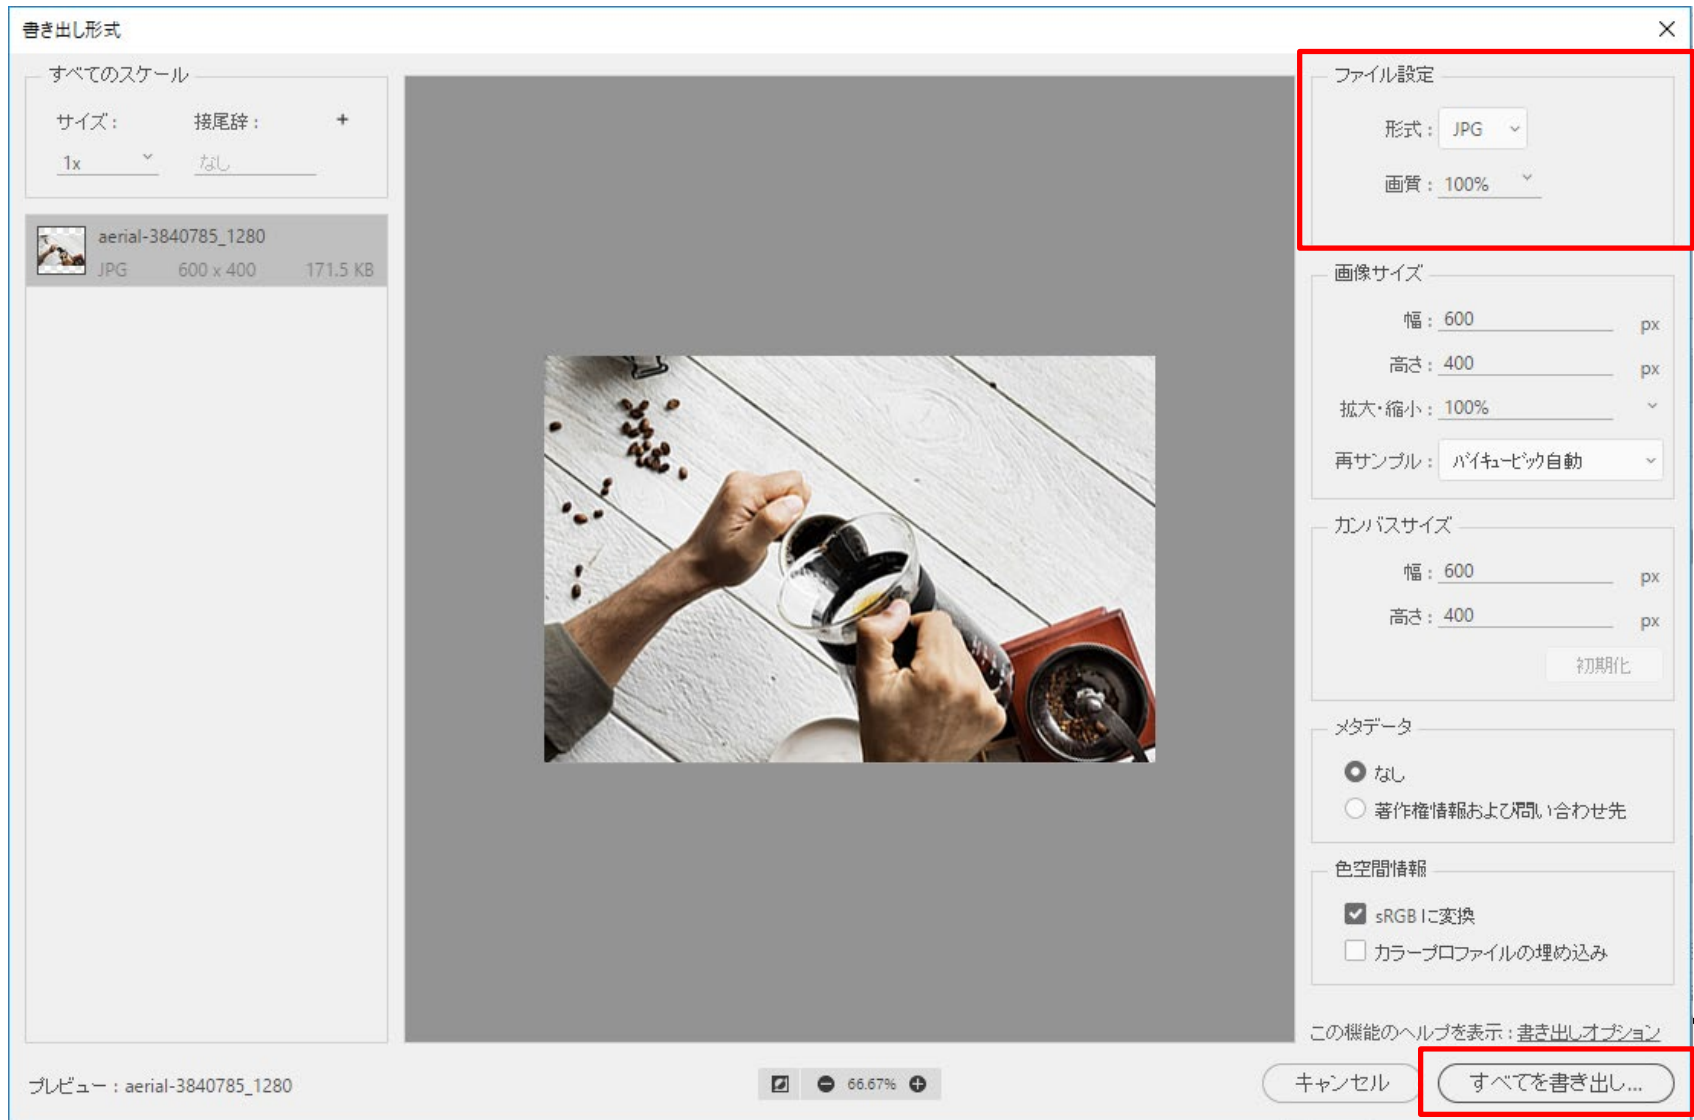 書き出し形式
すべてのスケール
サイズ： 接尾辞： +
1x なし
aerial-3840785_1280
JPG 600 x 400 171.5 KB
ファイル設定
形式： JPG
画質： 100%
画像サイズ
幅： 600 px
高さ： 400 px
拡大・縮小： 100%
再サンプル： バイキュービック自動
カンバスサイズ
幅： 600 px
高さ： 400 px
初期化
メタデータ
なし
著作権情報および問い合わせ先
色空間情報
sRGB に変換
カラープロファイルの埋め込み
この機能のヘルプを表示：書き出しオプション
プレビュー：aerial-3840785_1280
66.67%
キャンセル
すべてを書き出し...